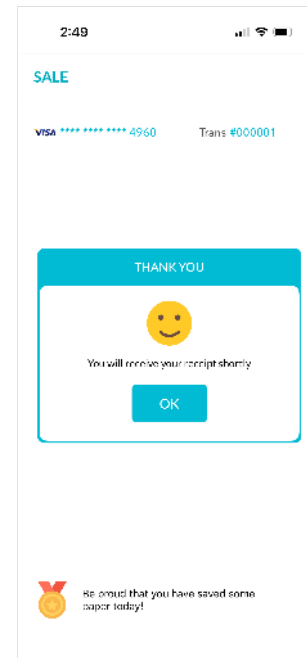 2:49
SALE
VISA **** **** **** 4960 Trans #000001
THANK YOU
You will receive your receipt shortly
OK
Be proud that you have saved some
paper today!